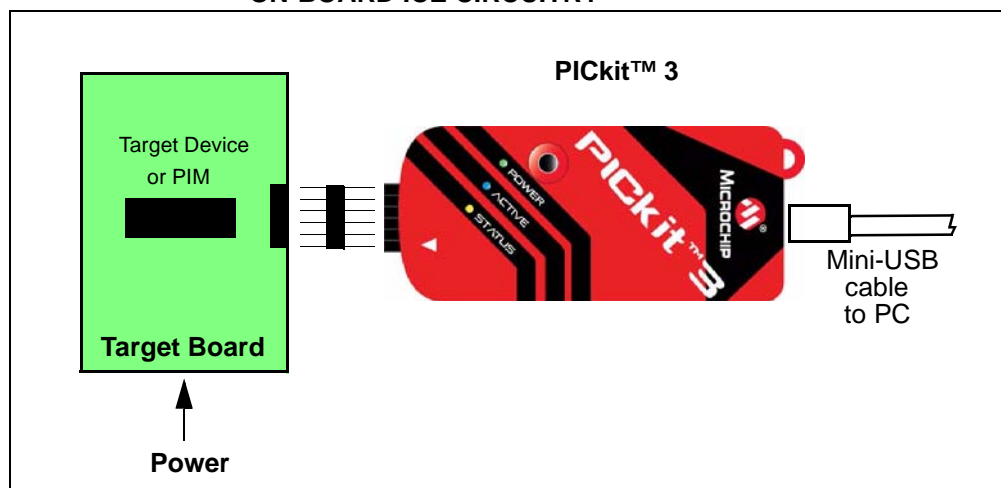 PICkit™ 3
Target Device
or PIM
POWER
ACTIVE
STATUS
PICkit™ 3
MICROCHIP
®
Mini-USB
cable
to PC
Target Board
Power